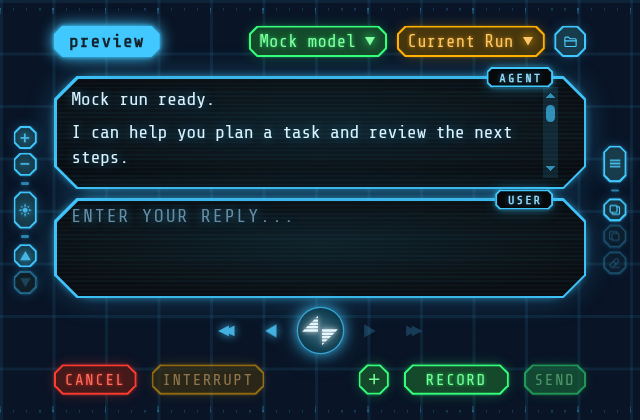 preview
Mock model
Current Run
AGENT
Mock run ready.
I can help you plan a task and review the next
steps.
USER
ENTER YOUR REPLY...
CANCEL
INTERRUPT
RECORD
SEND